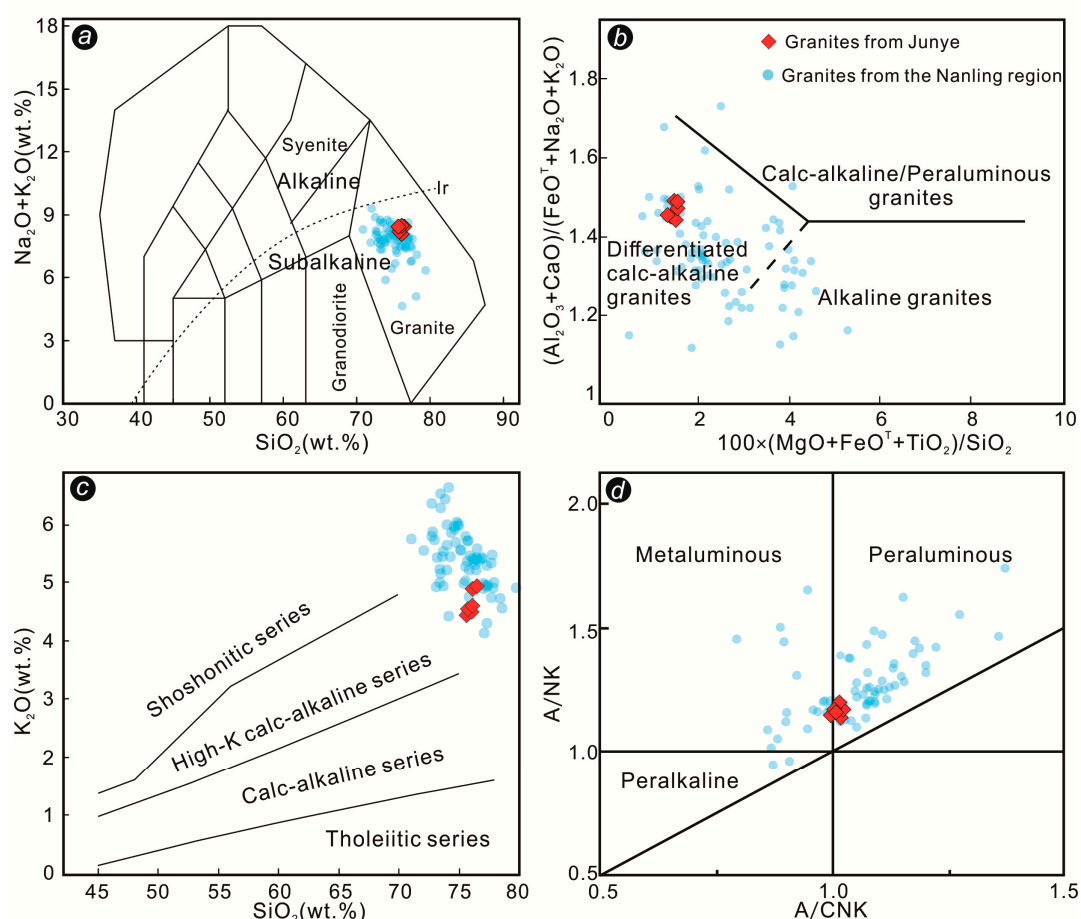 a
18
15
12
9
6
3
0
Na₂O+K₂O(wt.%)
Syenite
Alkaline
Ir
Subalkaline
Granodiorite
Granite
30
40
50
60
70
80
90
SiO₂(wt.%)
b
Granites from Junye
Granites from the Nanling region
1.8
1.6
1.4
1.2
1
(Al₂O₃+CaO)/(FeOᵀ+Na₂O+K₂O)
Calc-alkaline/Peraluminous
granites
Differentiated
calc-alkaline
granites
Alkaline granites
0
2
4
6
8
10
100×(MgO+FeOᵀ+TiO₂)/SiO₂
c
6
5
4
3
2
1
0
K₂O(wt.%)
Shoshonitic series
High-K calc-alkaline series
Calc-alkaline series
Tholeiitic series
45
50
55
60
65
70
75
80
SiO₂(wt.%)
d
2.0
1.5
1.0
0.5
A/NK
Metaluminous
Peraluminous
Peralkaline
0.5
1.0
1.5
A/CNK